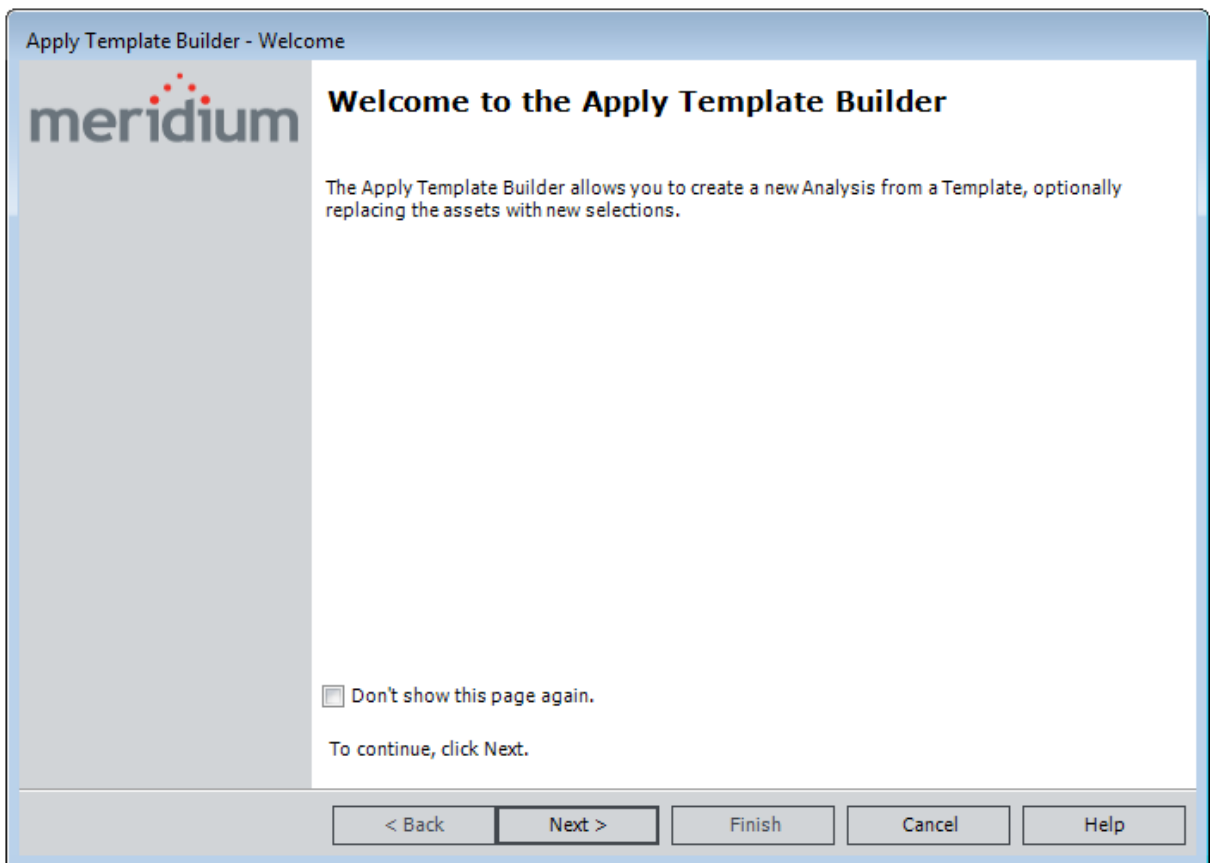 Apply Template Builder - Welcome
meridium
Welcome to the Apply Template Builder
The Apply Template Builder allows you to create a new Analysis from a Template, optionally
replacing the assets with new selections.
Don't show this page again.
To continue, click Next.
< Back
Next >
Finish
Cancel
Help